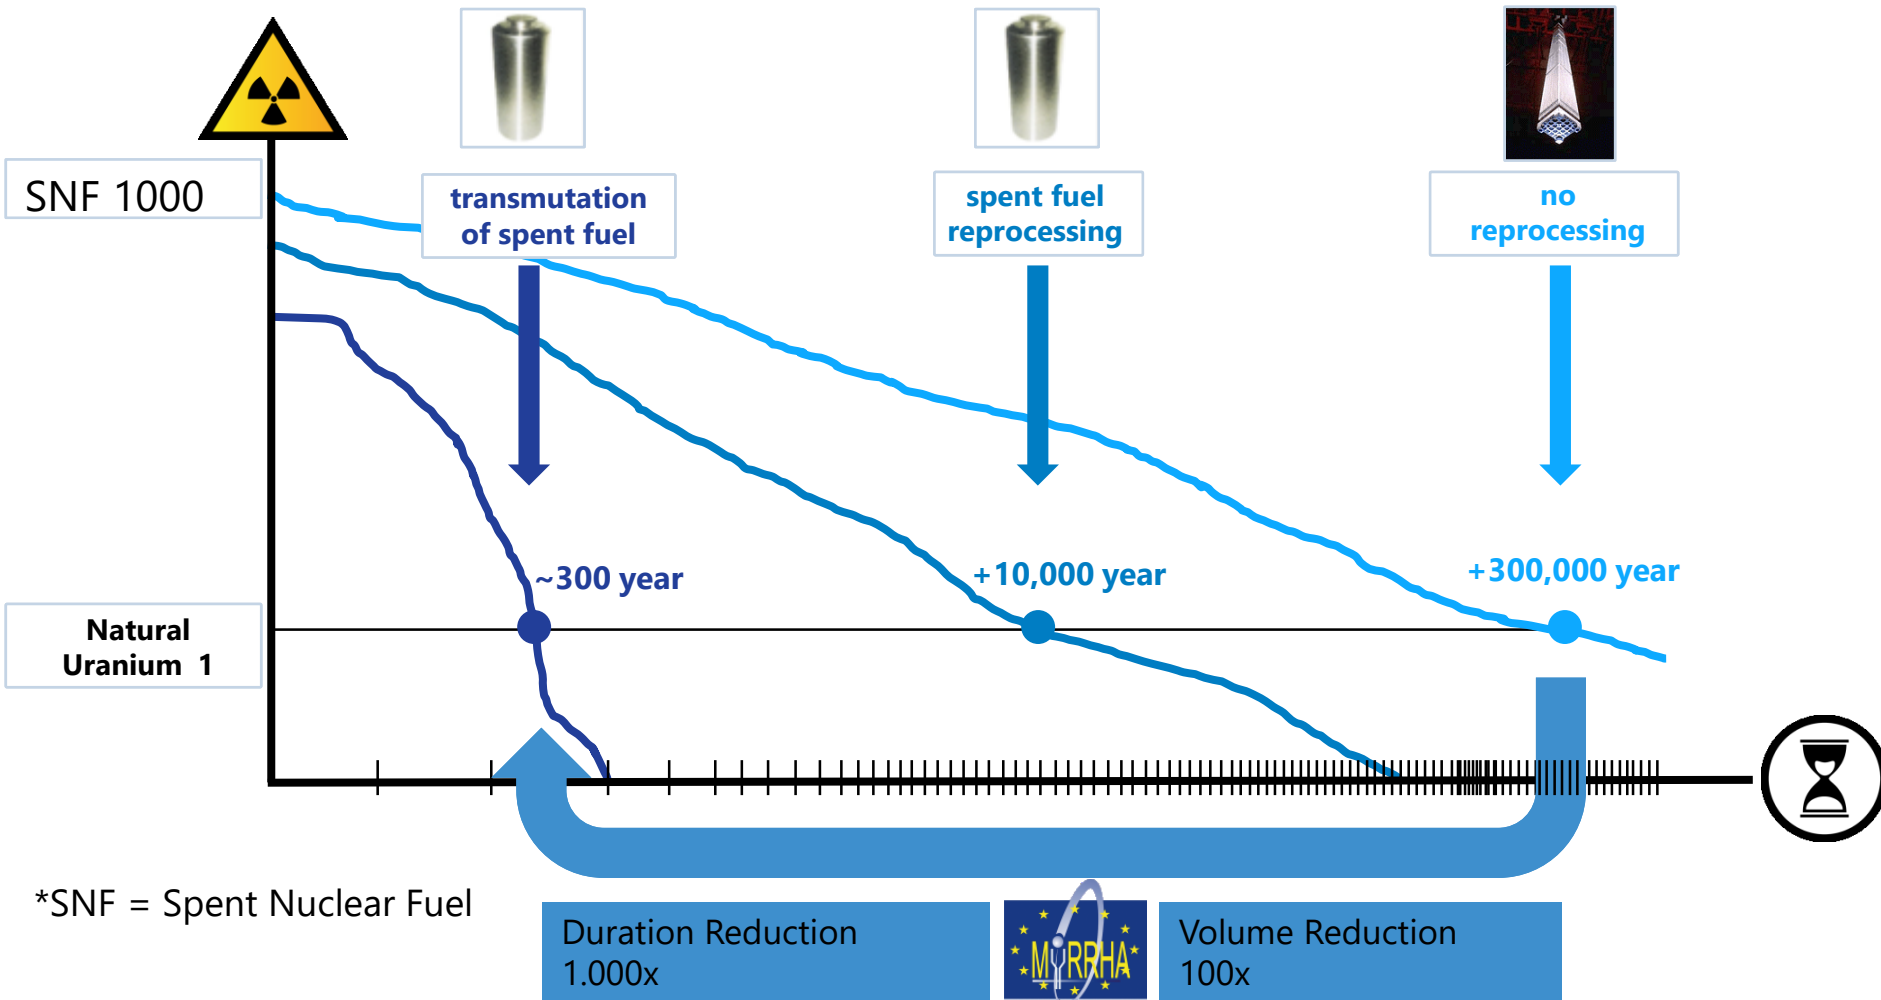 SNF 1000
transmutation
of spent fuel
spent fuel
reprocessing
no
reprocessing
~300 year
+10,000 year
+300,000 year
Natural
Uranium 1
*SNF = Spent Nuclear Fuel
Duration Reduction
1.000x
MYRRHA
Volume Reduction
100x